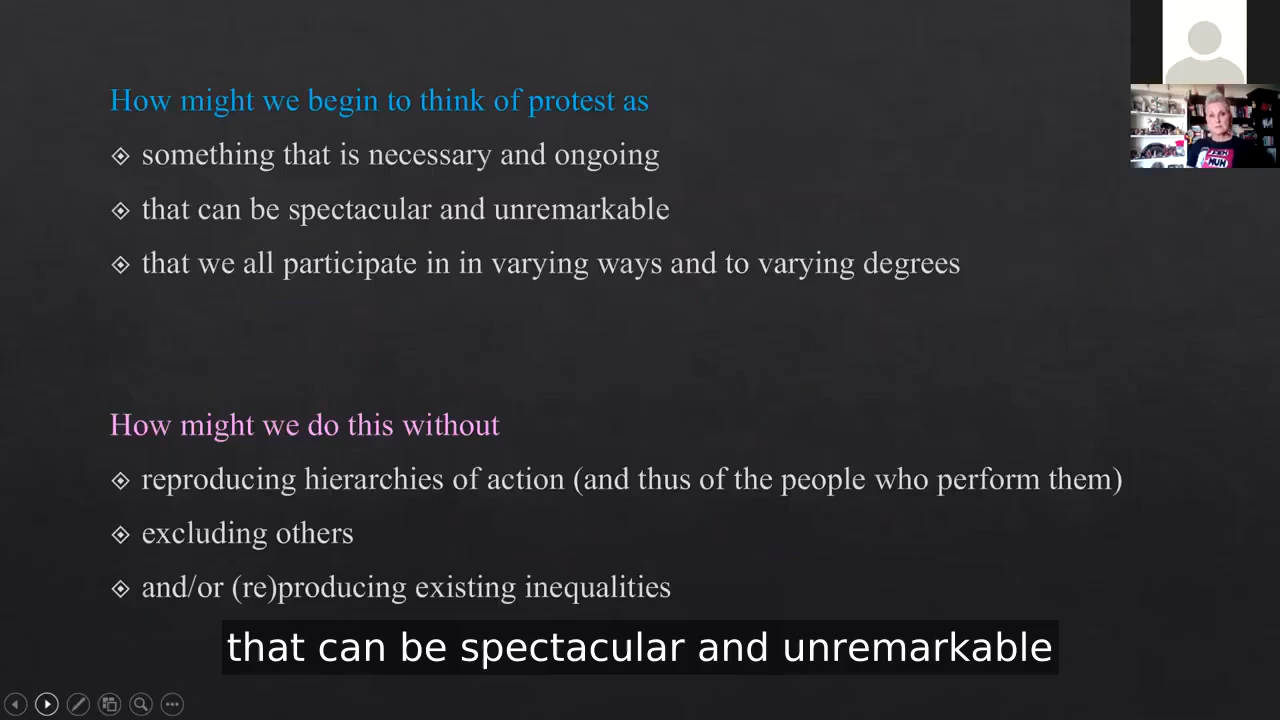 How might we begin to think of protest as
something that is necessary and ongoing
that can be spectacular and unremarkable
that we all participate in in varying ways and to varying degrees
How might we do this without
reproducing hierarchies of action (and thus of the people who perform them)
excluding others
and/or (re)producing existing inequalities
that can be spectacular and unremarkable